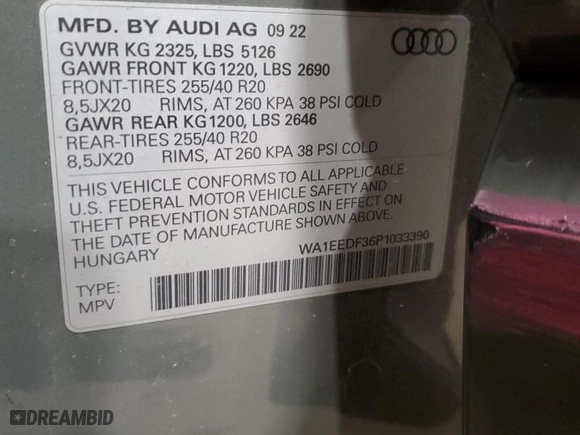 MFD. BY AUDI AG 09 22
GVWR KG 2325, LBS 5126
GAWR FRONT KG 1220, LBS 2690
FRONT-TIRES 255/40 R20
8,5JX20 RIMS, AT 260 KPA 38 PSI COLD
GAWR REAR KG1200, LBS 2646
REAR-TIRES 255/40 R20
8,5JX20 RIMS, AT 260 KPA 38 PSI COLD
THIS VEHICLE CONFORMS TO ALL APPLICABLE
U.S. FEDERAL MOTOR VEHICLE SAFETY AND
THEFT PREVENTION STANDARDS IN EFFECT ON
THE DATE OF MANUFACTURE SHOWN ABOVE.
HUNGARY
WA1EEDF36P1033390
TYPE:
MPV
DREAMBID